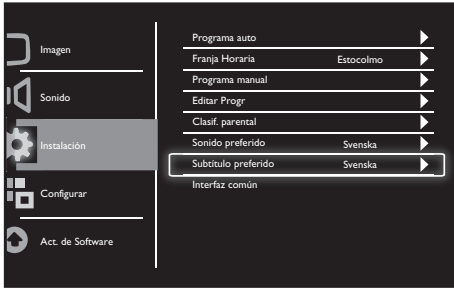 Imagen
Sonido
Instalación
Configurar
Act. de Software
Programa auto
Franja Horaria Estocolmo
Programa manual
Editar Progr
Clasif. parental
Sonido preferido Svenska
Subtítulo preferido Svenska
Interfaz común